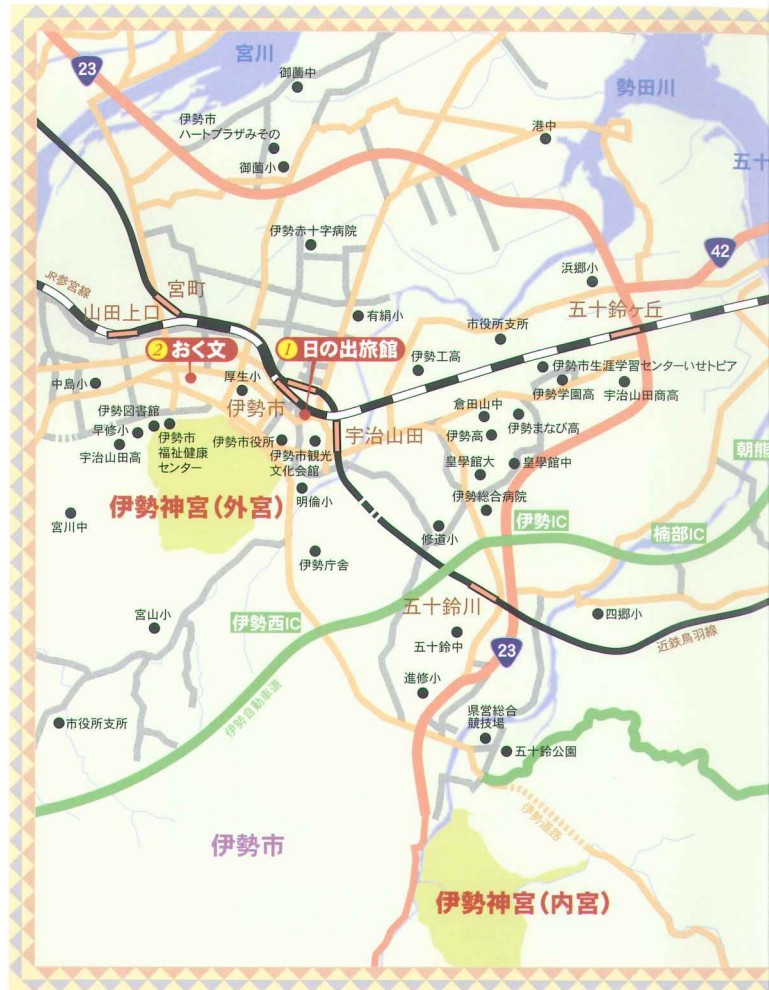 宮川
23
御薗中
勢田川
伊勢市
ハートプラザみその
御薗小
港中
五十
伊勢赤十字病院
42
浜郷小
JR参宮線
宮町
山田上口
五十鈴ヶ丘
有緝小
市役所支所
② おく文
① 日の出旅館
伊勢工高
伊勢市生涯学習センターいせトピア
中島小
厚生小
伊勢学園高
宇治山田商高
伊勢市
倉田山中
伊勢まなび高
伊勢図書館
早修小
宇治山田高
伊勢市
福祉健康
センター
伊勢市役所
伊勢市観光
文化会館
宇治山田
伊勢高
皇學館大
皇學館中
朝熊
明倫小
伊勢総合病院
伊勢神宮(外宮)
宮川中
伊勢IC
楠部IC
修道小
伊勢庁舎
五十鈴川
宮山小
伊勢西IC
四郷小
五十鈴中
23
近鉄鳥羽線
進修小
市役所支所
伊勢自動車道
県営総合
競技場
五十鈴公園
伊勢道路
伊勢市
伊勢神宮(内宮)